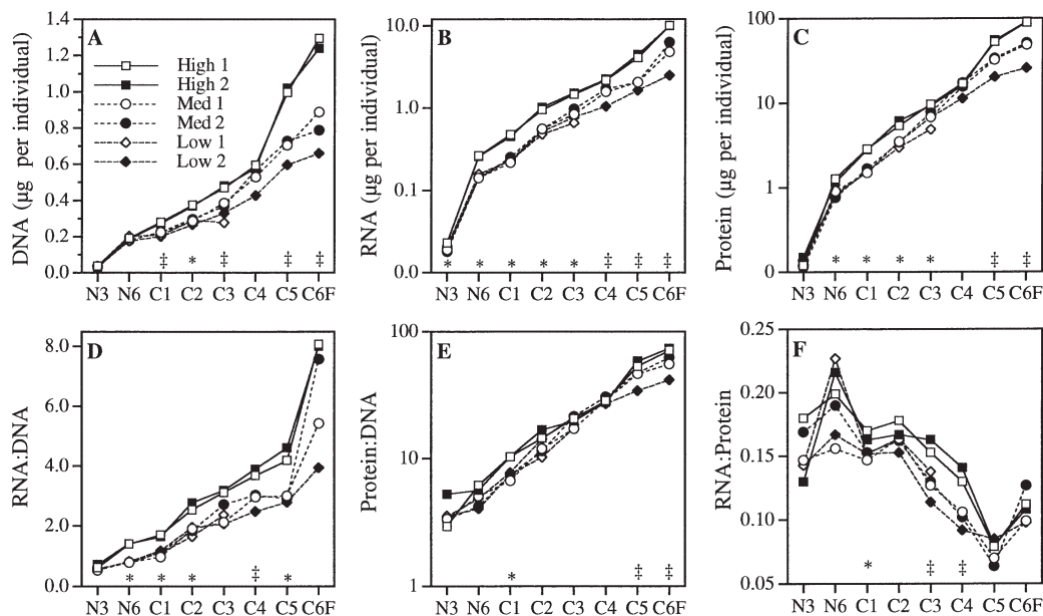 A
DNA (μg per individual)
1.4
1.2
1.0
0.8
0.6
0.4
0.2
0.0
High 1
High 2
Med 1
Med 2
Low 1
Low 2
‡ * ‡ ‡ ‡
N3 N6 C1 C2 C3 C4 C5 C6F
B
RNA (μg per individual)
10.0
1.0
0.1
0.0
* * * * * ‡ ‡ ‡
N3 N6 C1 C2 C3 C4 C5 C6F
C
Protein (μg per individual)
100
10
1
0
* * * * ‡ ‡
N3 N6 C1 C2 C3 C4 C5 C6F
D
RNA:DNA
8.0
6.0
4.0
2.0
0.0
* * * ‡ *
N3 N6 C1 C2 C3 C4 C5 C6F
E
Protein:DNA
100
10
1
* ‡ ‡
N3 N6 C1 C2 C3 C4 C5 C6F
F
RNA:Protein
0.25
0.20
0.15
0.10
0.05
* ‡ ‡
N3 N6 C1 C2 C3 C4 C5 C6F